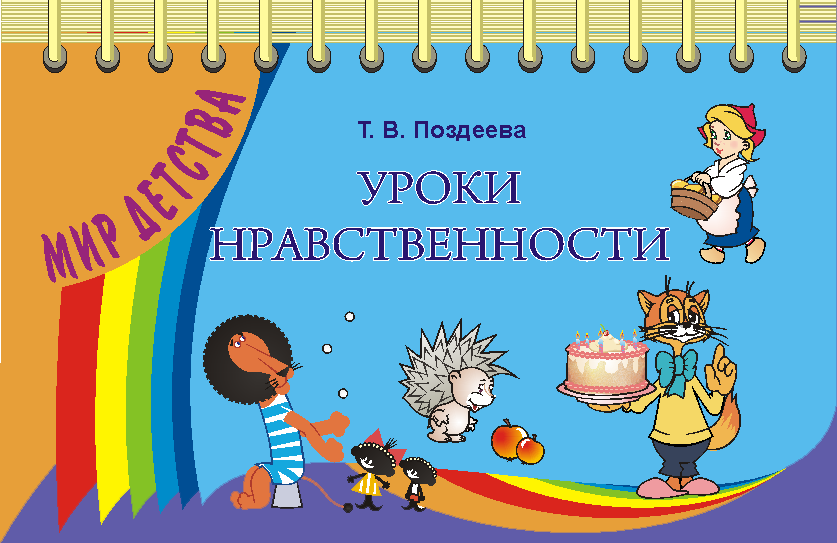 МИР ДЕТСТВА
Т. В. Поздеева
УРОКИ
НРАВСТВЕННОСТИ